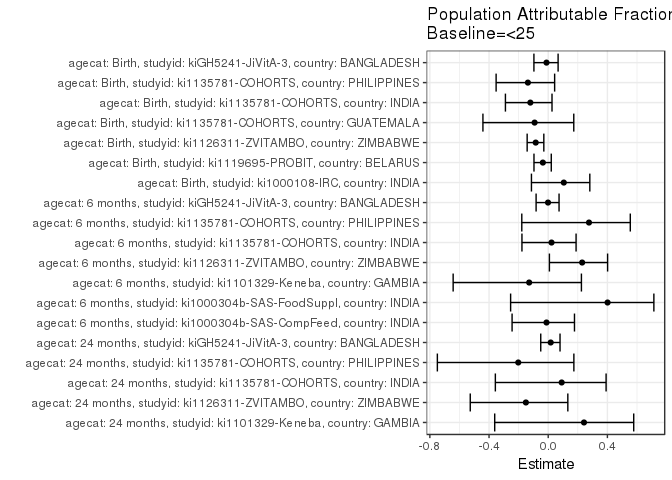 Population Attributable Fraction
Baseline=<25
agecat: Birth, studyid: kiGH5241-JiVitA-3, country: BANGLADESH
agecat: Birth, studyid: ki1135781-COHORTS, country: PHILIPPINES
agecat: Birth, studyid: ki1135781-COHORTS, country: INDIA
agecat: Birth, studyid: ki1135781-COHORTS, country: GUATEMALA
agecat: Birth, studyid: ki1126311-ZVITAMBO, country: ZIMBABWE
agecat: Birth, studyid: ki1119695-PROBIT, country: BELARUS
agecat: Birth, studyid: ki1000108-IRC, country: INDIA
agecat: 6 months, studyid: kiGH5241-JiVitA-3, country: BANGLADESH
agecat: 6 months, studyid: ki1135781-COHORTS, country: PHILIPPINES
agecat: 6 months, studyid: ki1135781-COHORTS, country: INDIA
agecat: 6 months, studyid: ki1126311-ZVITAMBO, country: ZIMBABWE
agecat: 6 months, studyid: ki1101329-Keneba, country: GAMBIA
agecat: 6 months, studyid: ki1000304b-SAS-FoodSuppl, country: INDIA
agecat: 6 months, studyid: ki1000304b-SAS-CompFeed, country: INDIA
agecat: 24 months, studyid: kiGH5241-JiVitA-3, country: BANGLADESH
agecat: 24 months, studyid: ki1135781-COHORTS, country: PHILIPPINES
agecat: 24 months, studyid: ki1135781-COHORTS, country: INDIA
agecat: 24 months, studyid: ki1126311-ZVITAMBO, country: ZIMBABWE
agecat: 24 months, studyid: ki1101329-Keneba, country: GAMBIA
-0.8 -0.4 0.0 0.4
Estimate